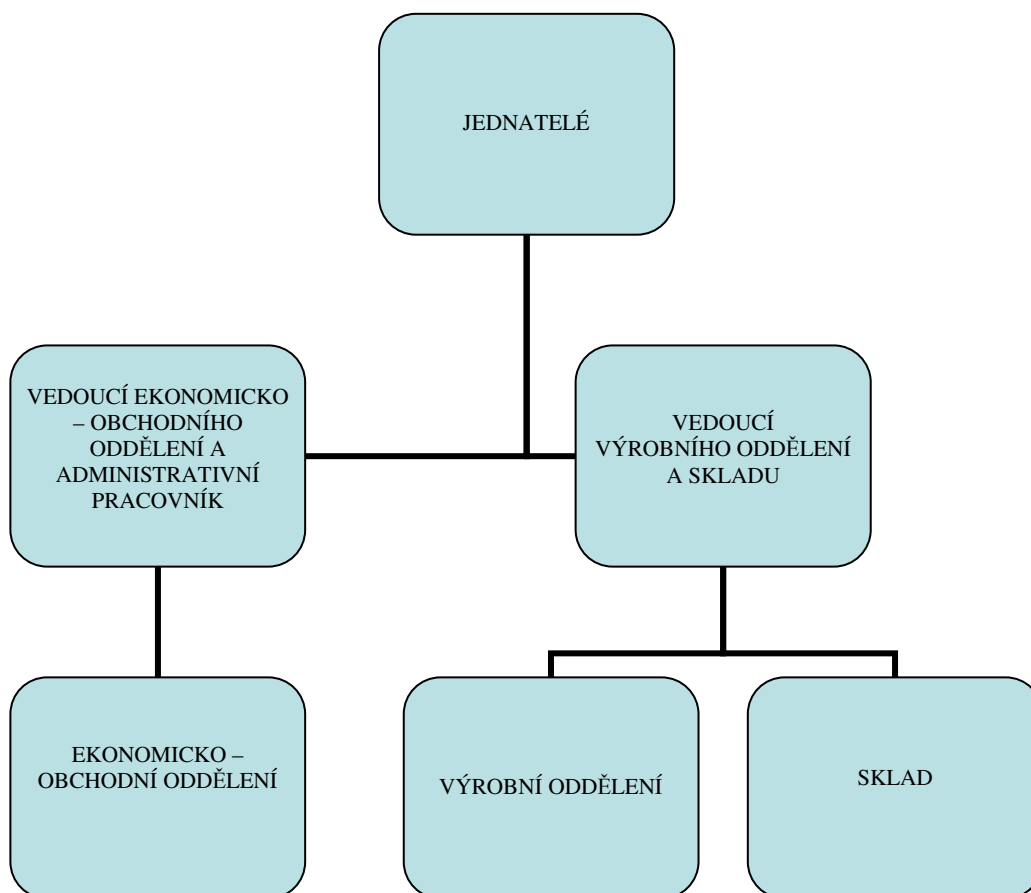 JEDNATELÉ
VEDOUCÍ EKONOMICKO
– OBCHODNÍHO
ODDĚLENÍ A
ADMINISTRATIVNÍ
PRACOVNÍK
VEDOUCÍ
VÝROBNÍHO ODDĚLENÍ
A SKLADU
EKONOMICKO –
OBCHODNÍ ODDĚLENÍ
VÝROBNÍ ODDĚLENÍ
SKLAD